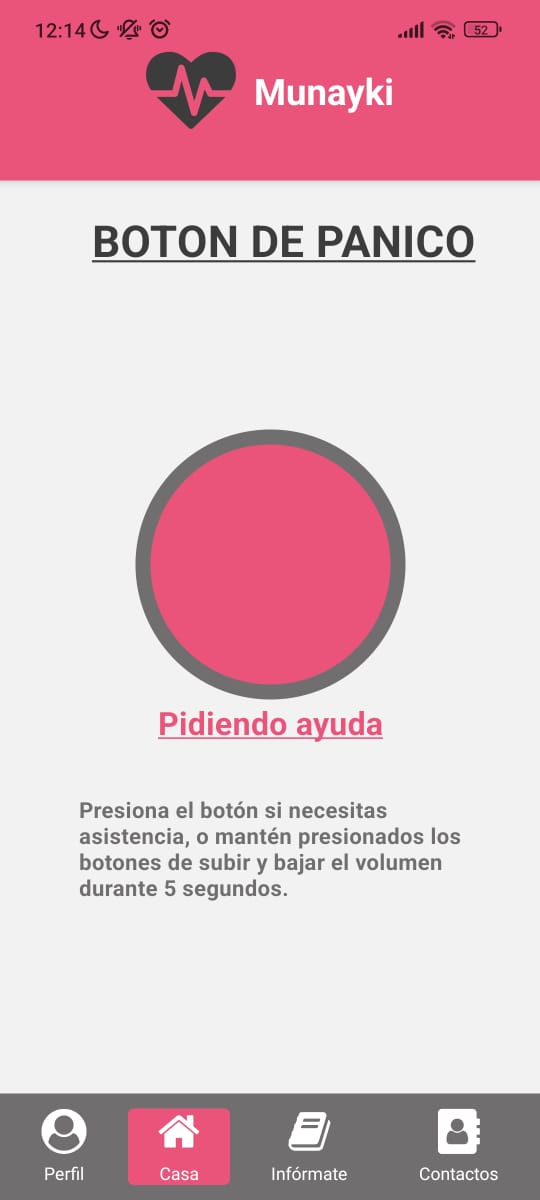 12:14
52
Munayki
BOTON DE PANICO
Pidiendo ayuda
Presiona el botón si necesitas
asistencia, o mantén presionados los
botones de subir y bajar el volumen
durante 5 segundos.
Perfil
Casa
Infórmate
Contactos